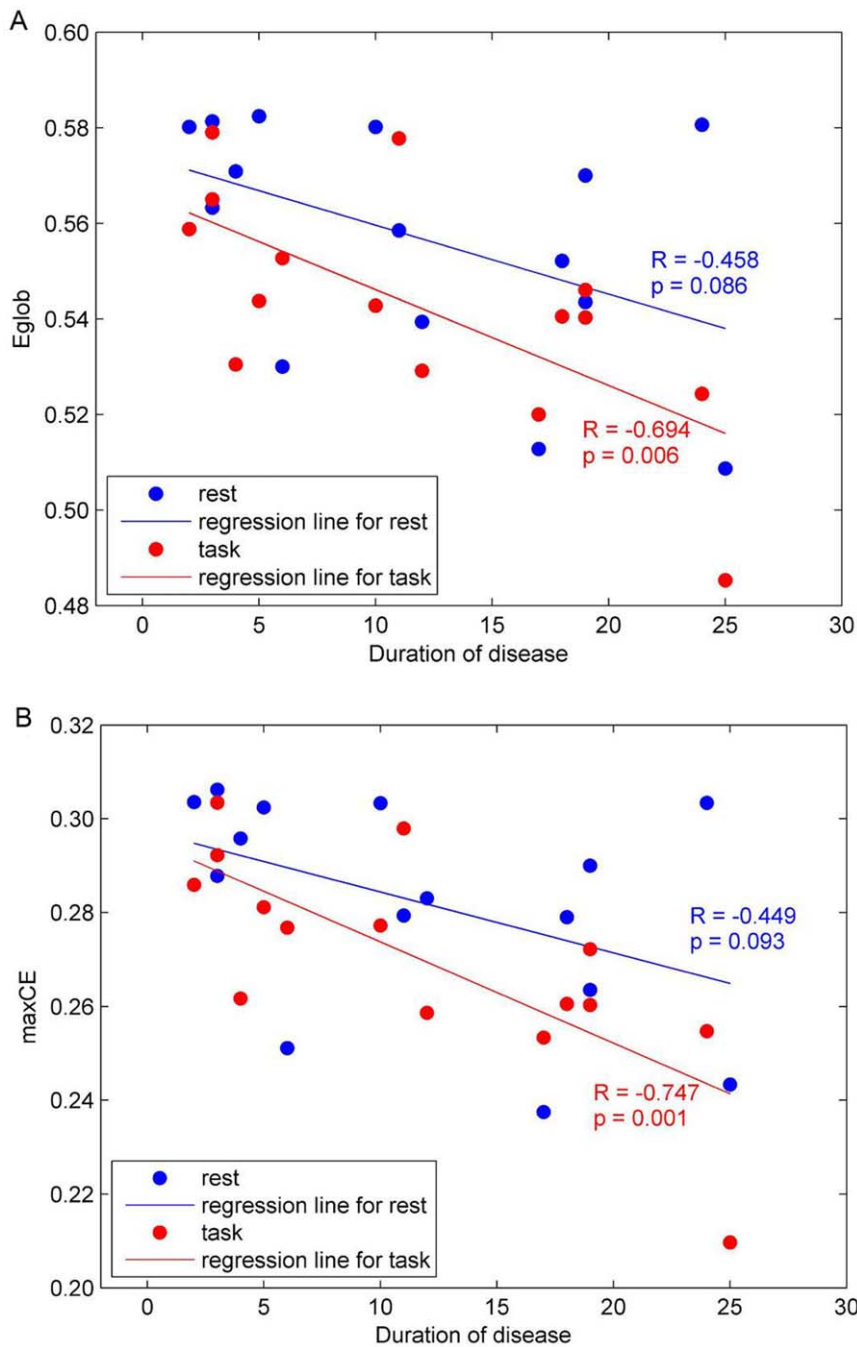 A
0.60
0.58
0.56
0.54
0.52
0.50
0.48
Eglob
R = -0.458
p = 0.086
R = -0.694
p = 0.006
rest
regression line for rest
task
regression line for task
0 5 10 15 20 25 30
Duration of disease
B
0.32
0.30
0.28
0.26
0.24
0.22
0.20
maxCE
R = -0.449
p = 0.093
R = -0.747
p = 0.001
rest
regression line for rest
task
regression line for task
0 5 10 15 20 25 30
Duration of disease